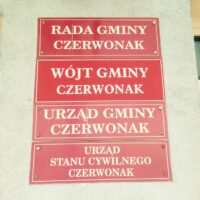 RADA GMINY
CZERWONAK
WÓJT GMINY
CZERWONAK
URZĄD GMINY
CZERWONAK
URZĄD
STANU CYWILNEGO
CZERWONAK